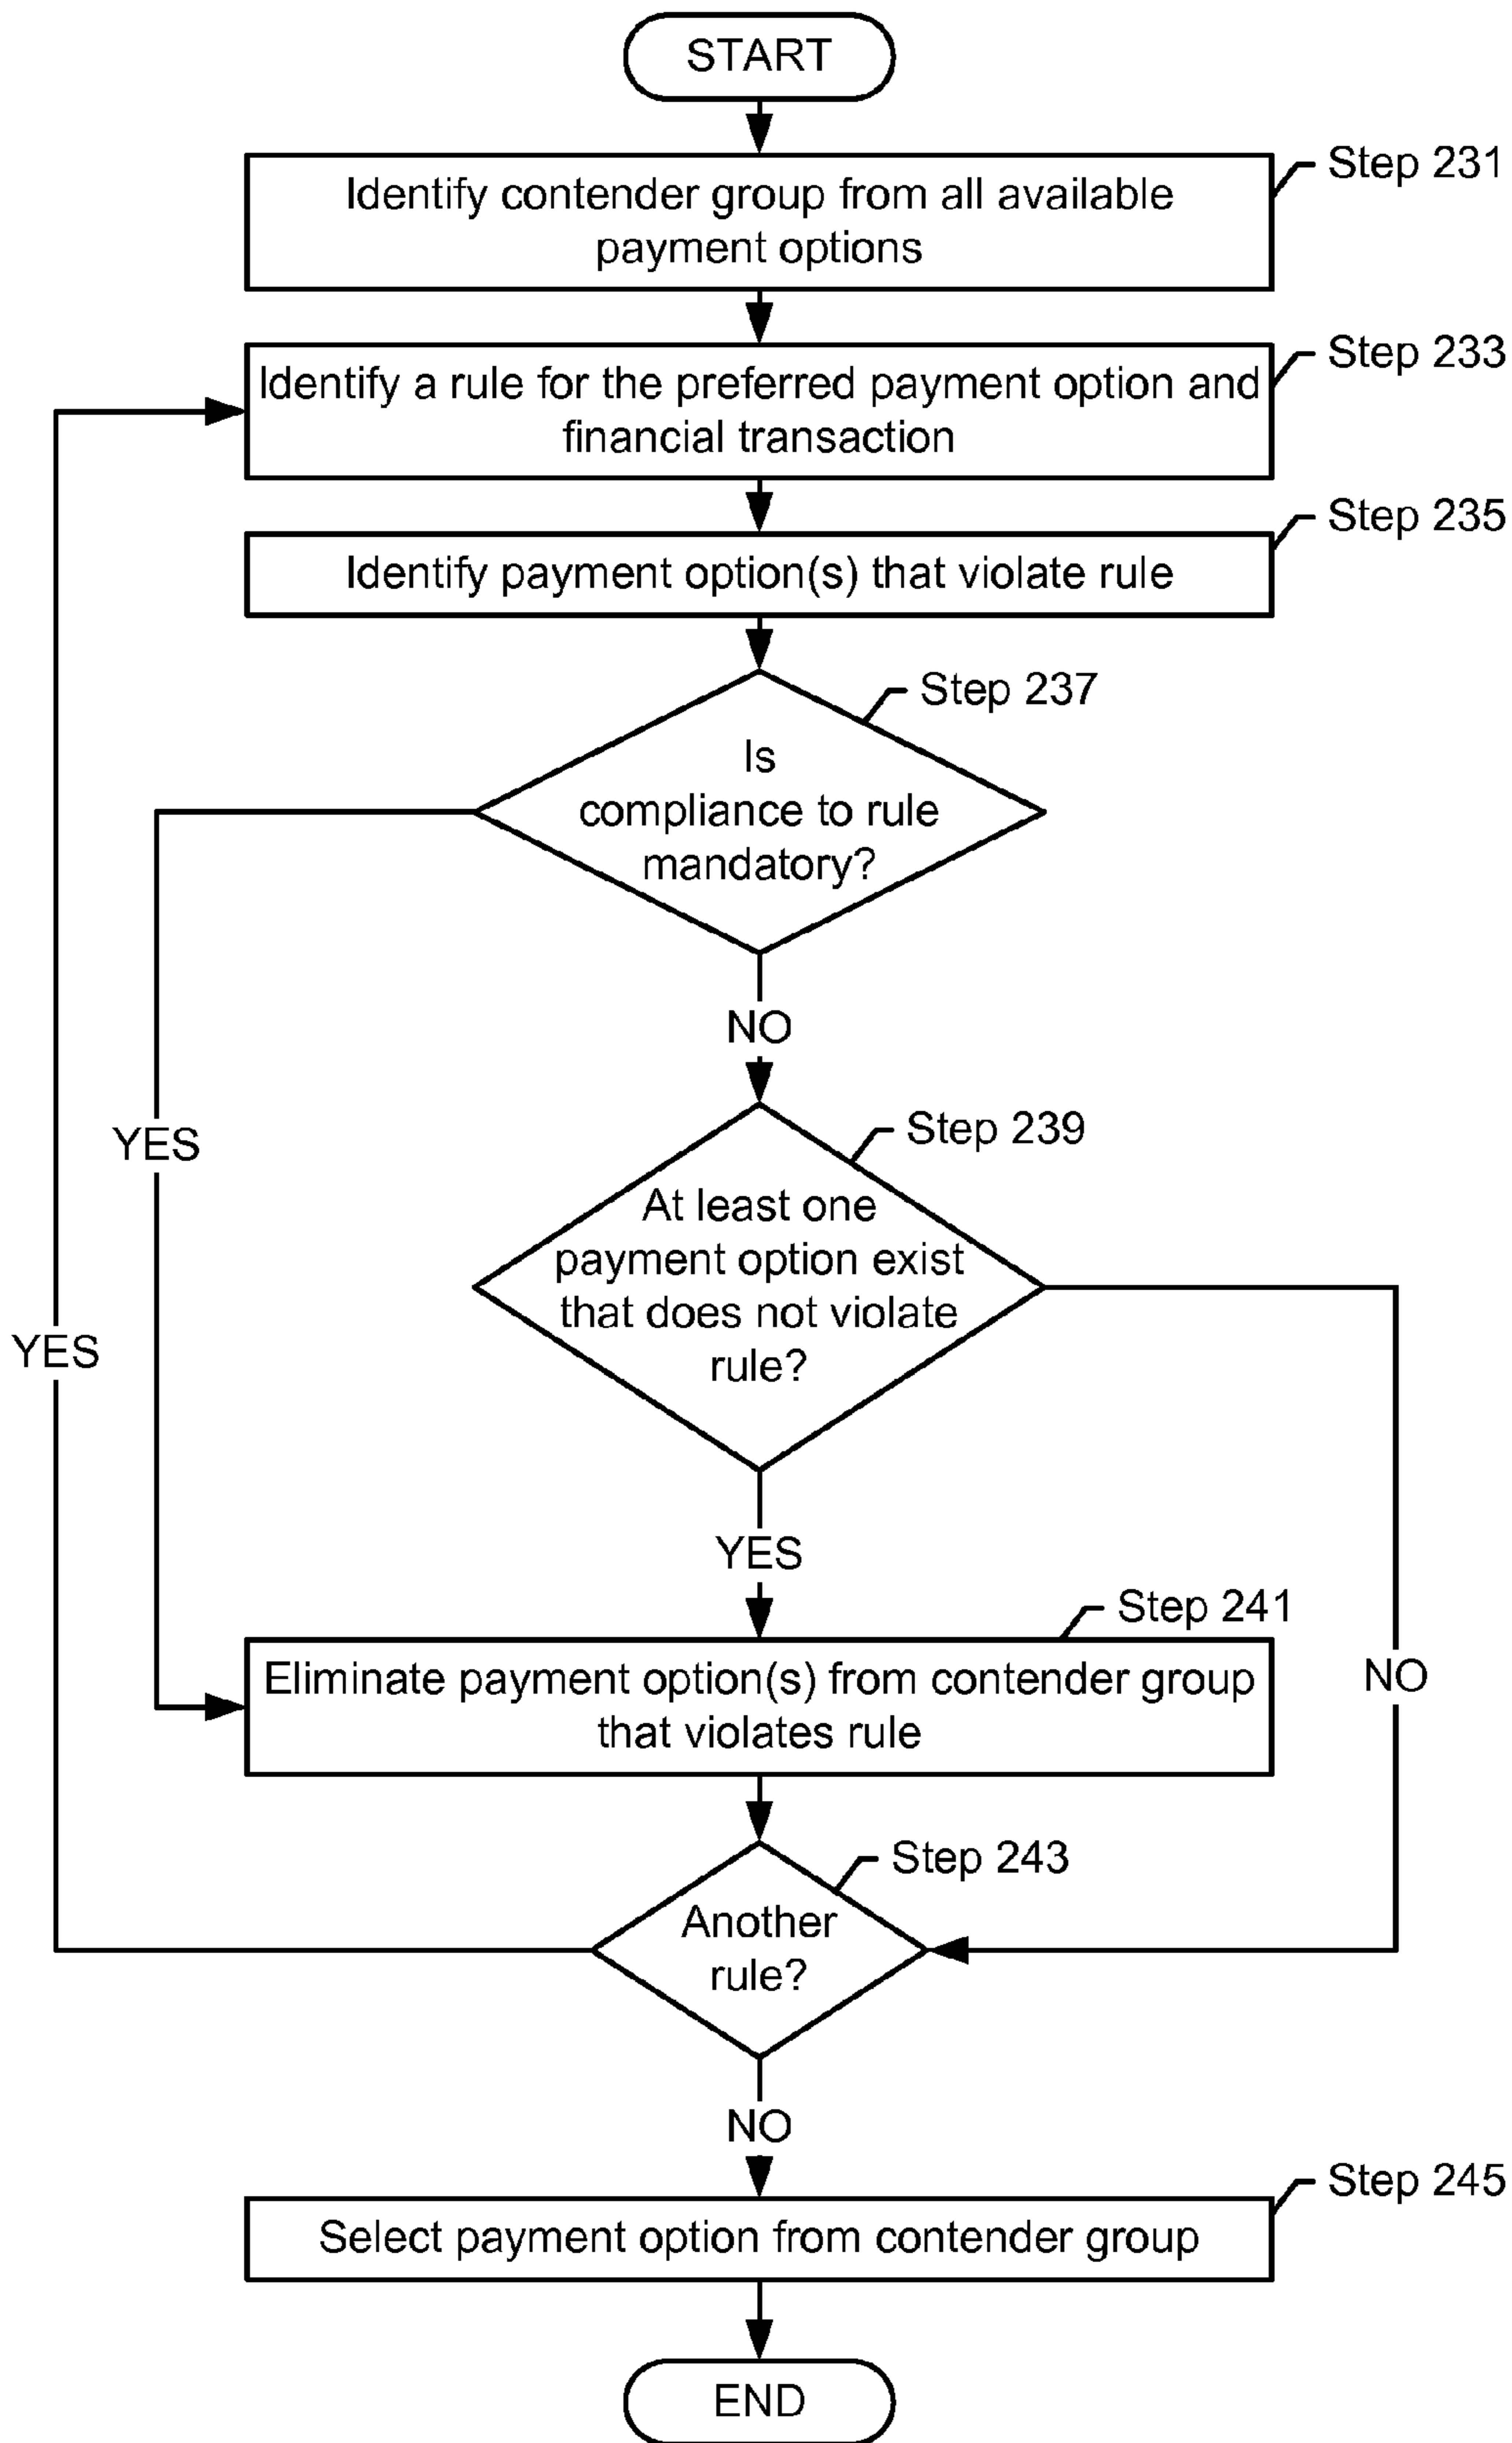 START
Step 231
Identify contender group from all available
payment options
Step 233
Identify a rule for the preferred payment option and
financial transaction
Step 235
Identify payment option(s) that violate rule
Step 237
Is
compliance to rule
mandatory?
NO
YES
Step 239
At least one
payment option exist
that does not violate
rule?
YES
YES
Step 241
Eliminate payment option(s) from contender group
that violates rule
NO
Step 243
Another
rule?
NO
Step 245
Select payment option from contender group
END